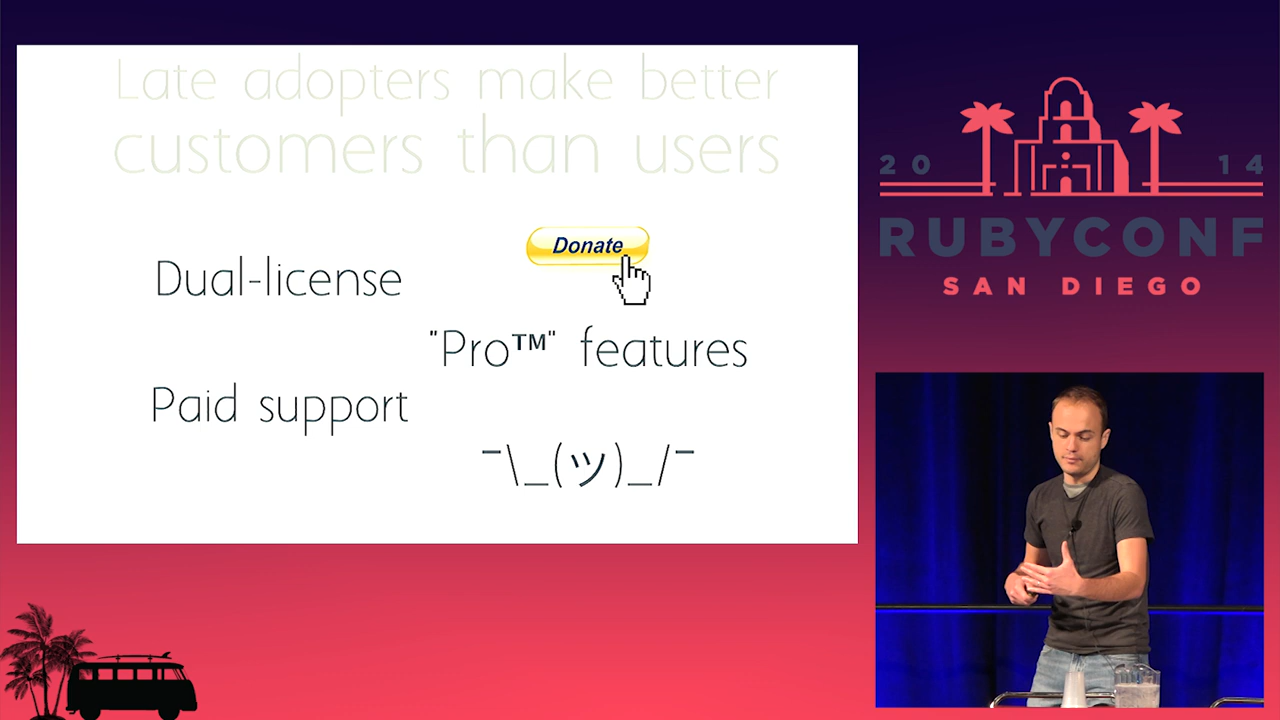 Late adopters make better
customers than users
Donate
Dual-license
"Pro™" features
Paid support
¯\_(ツ)_/¯
20 14
RUBYCONF
SAN DIEGO